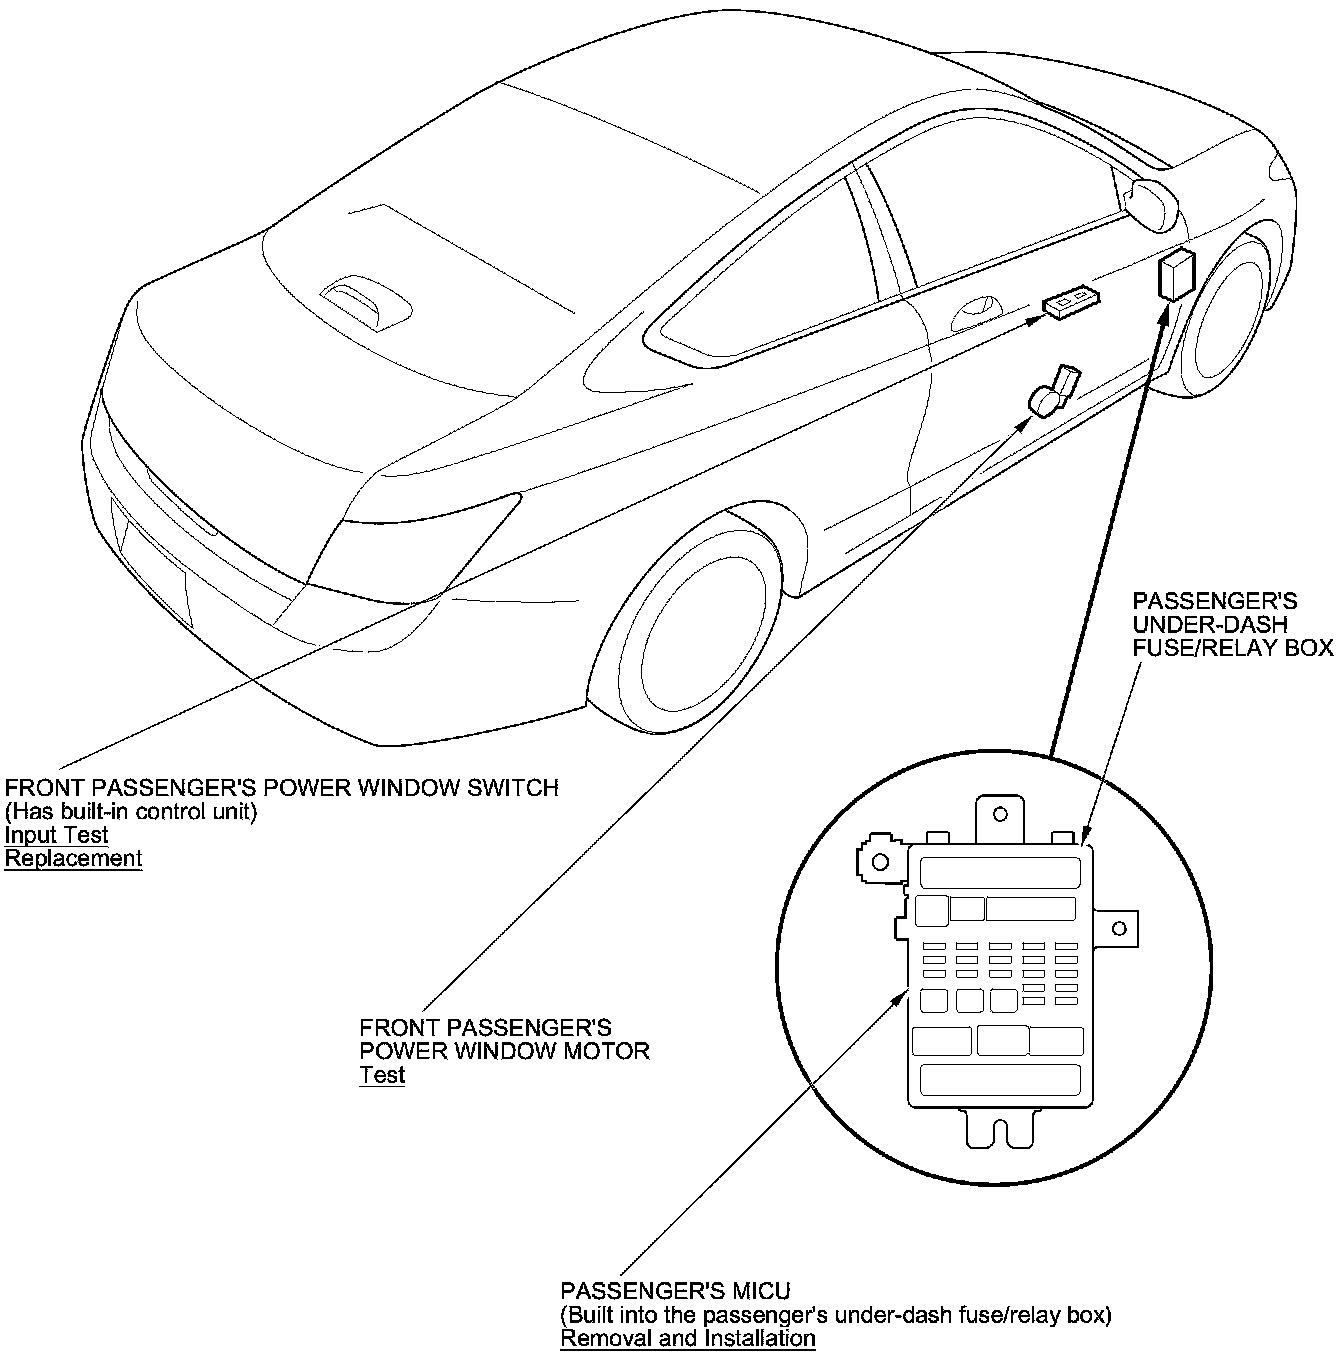 PASSENGER'S
UNDER-DASH
FUSE/RELAY BOX
FRONT PASSENGER'S POWER WINDOW SWITCH
(Has built-in control unit)
Input Test
Replacement
FRONT PASSENGER'S
POWER WINDOW MOTOR
Test
PASSENGER'S MICU
(Built into the passenger's under-dash fuse/relay box)
Removal and Installation